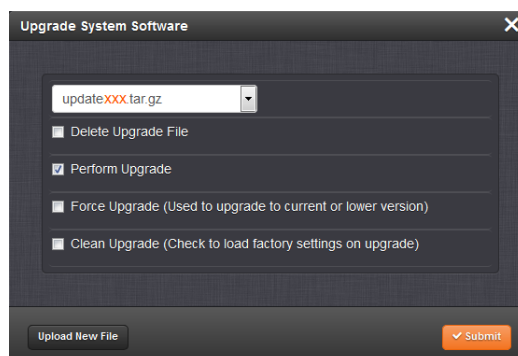 Upgrade System Software
updatexxx.tar.gz
Delete Upgrade File
Perform Upgrade
Force Upgrade (Used to upgrade to current or lower version)
Clean Upgrade (Check to load factory settings on upgrade)
Upload New File
Submit